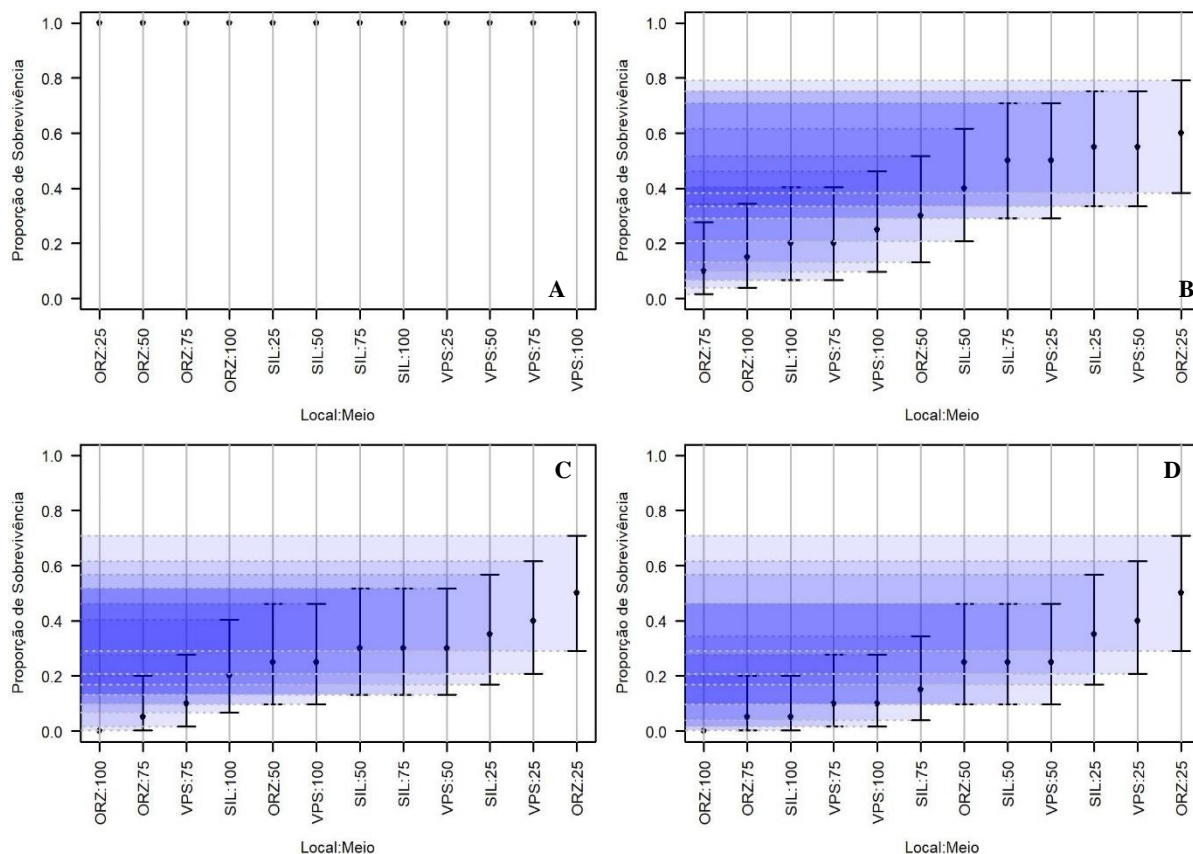 1.0
0.8
0.6
0.4
0.2
0.0
Proporção de Sobrevivência
A
ORZ:25
ORZ:50
ORZ:75
ORZ:100
SIL:25
SIL:50
SIL:75
SIL:100
VPS:25
VPS:50
VPS:75
VPS:100
Local:Meio
1.0
0.8
0.6
0.4
0.2
0.0
Proporção de Sobrevivência
B
ORZ:75
ORZ:100
SIL:100
VPS:75
VPS:100
ORZ:50
SIL:50
SIL:75
VPS:25
SIL:25
VPS:50
ORZ:25
Local:Meio
1.0
0.8
0.6
0.4
0.2
0.0
Proporção de Sobrevivência
C
ORZ:100
ORZ:75
VPS:75
SIL:100
ORZ:50
VPS:100
SIL:50
SIL:75
VPS:50
SIL:25
VPS:25
ORZ:25
Local:Meio
1.0
0.8
0.6
0.4
0.2
0.0
Proporção de Sobrevivência
D
ORZ:100
ORZ:75
SIL:100
VPS:75
VPS:100
SIL:75
ORZ:50
SIL:50
VPS:50
SIL:25
VPS:25
ORZ:25
Local:Meio